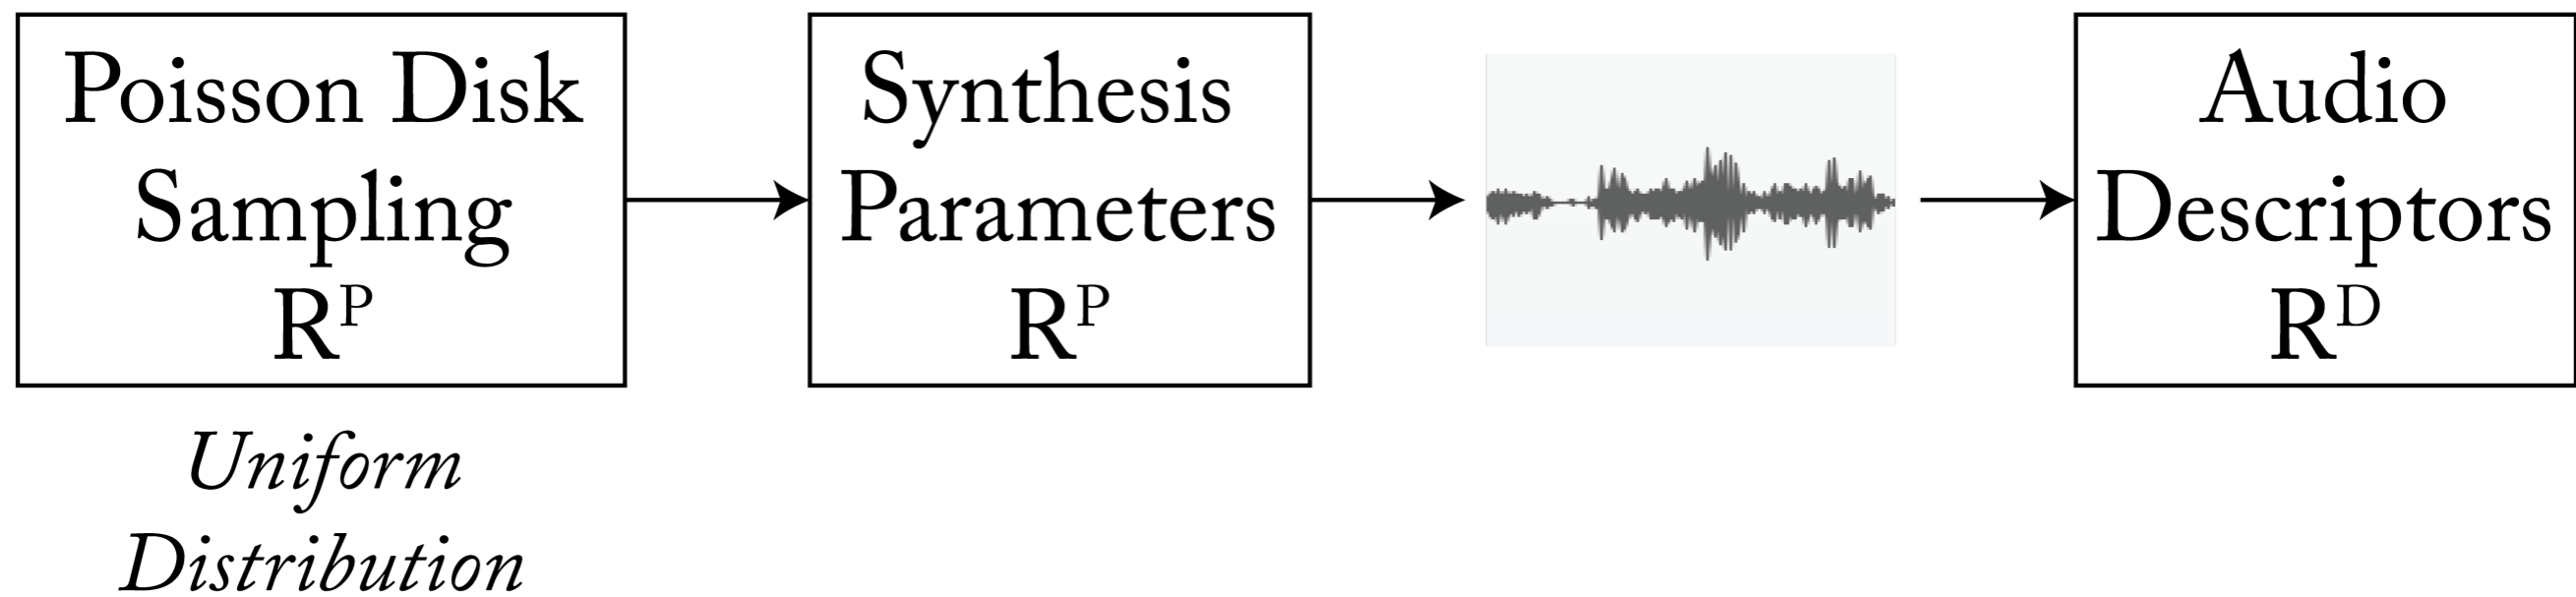 Poisson Disk
Sampling
R^P
Uniform
Distribution
Synthesis
Parameters
R^P
Audio
Descriptors
R^D